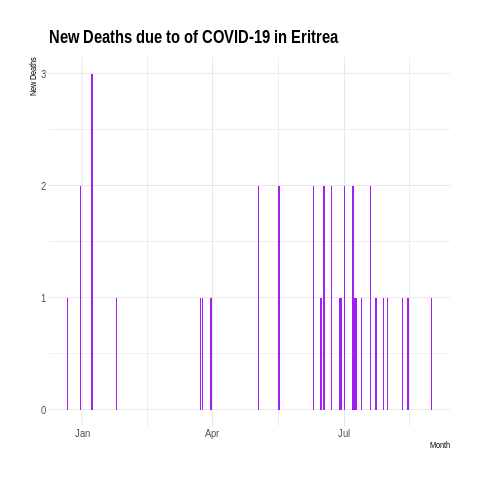 New Deaths due to of COVID-19 in Eritrea
New Deaths
3
2
1
0
Jan
Apr
Jul
Month